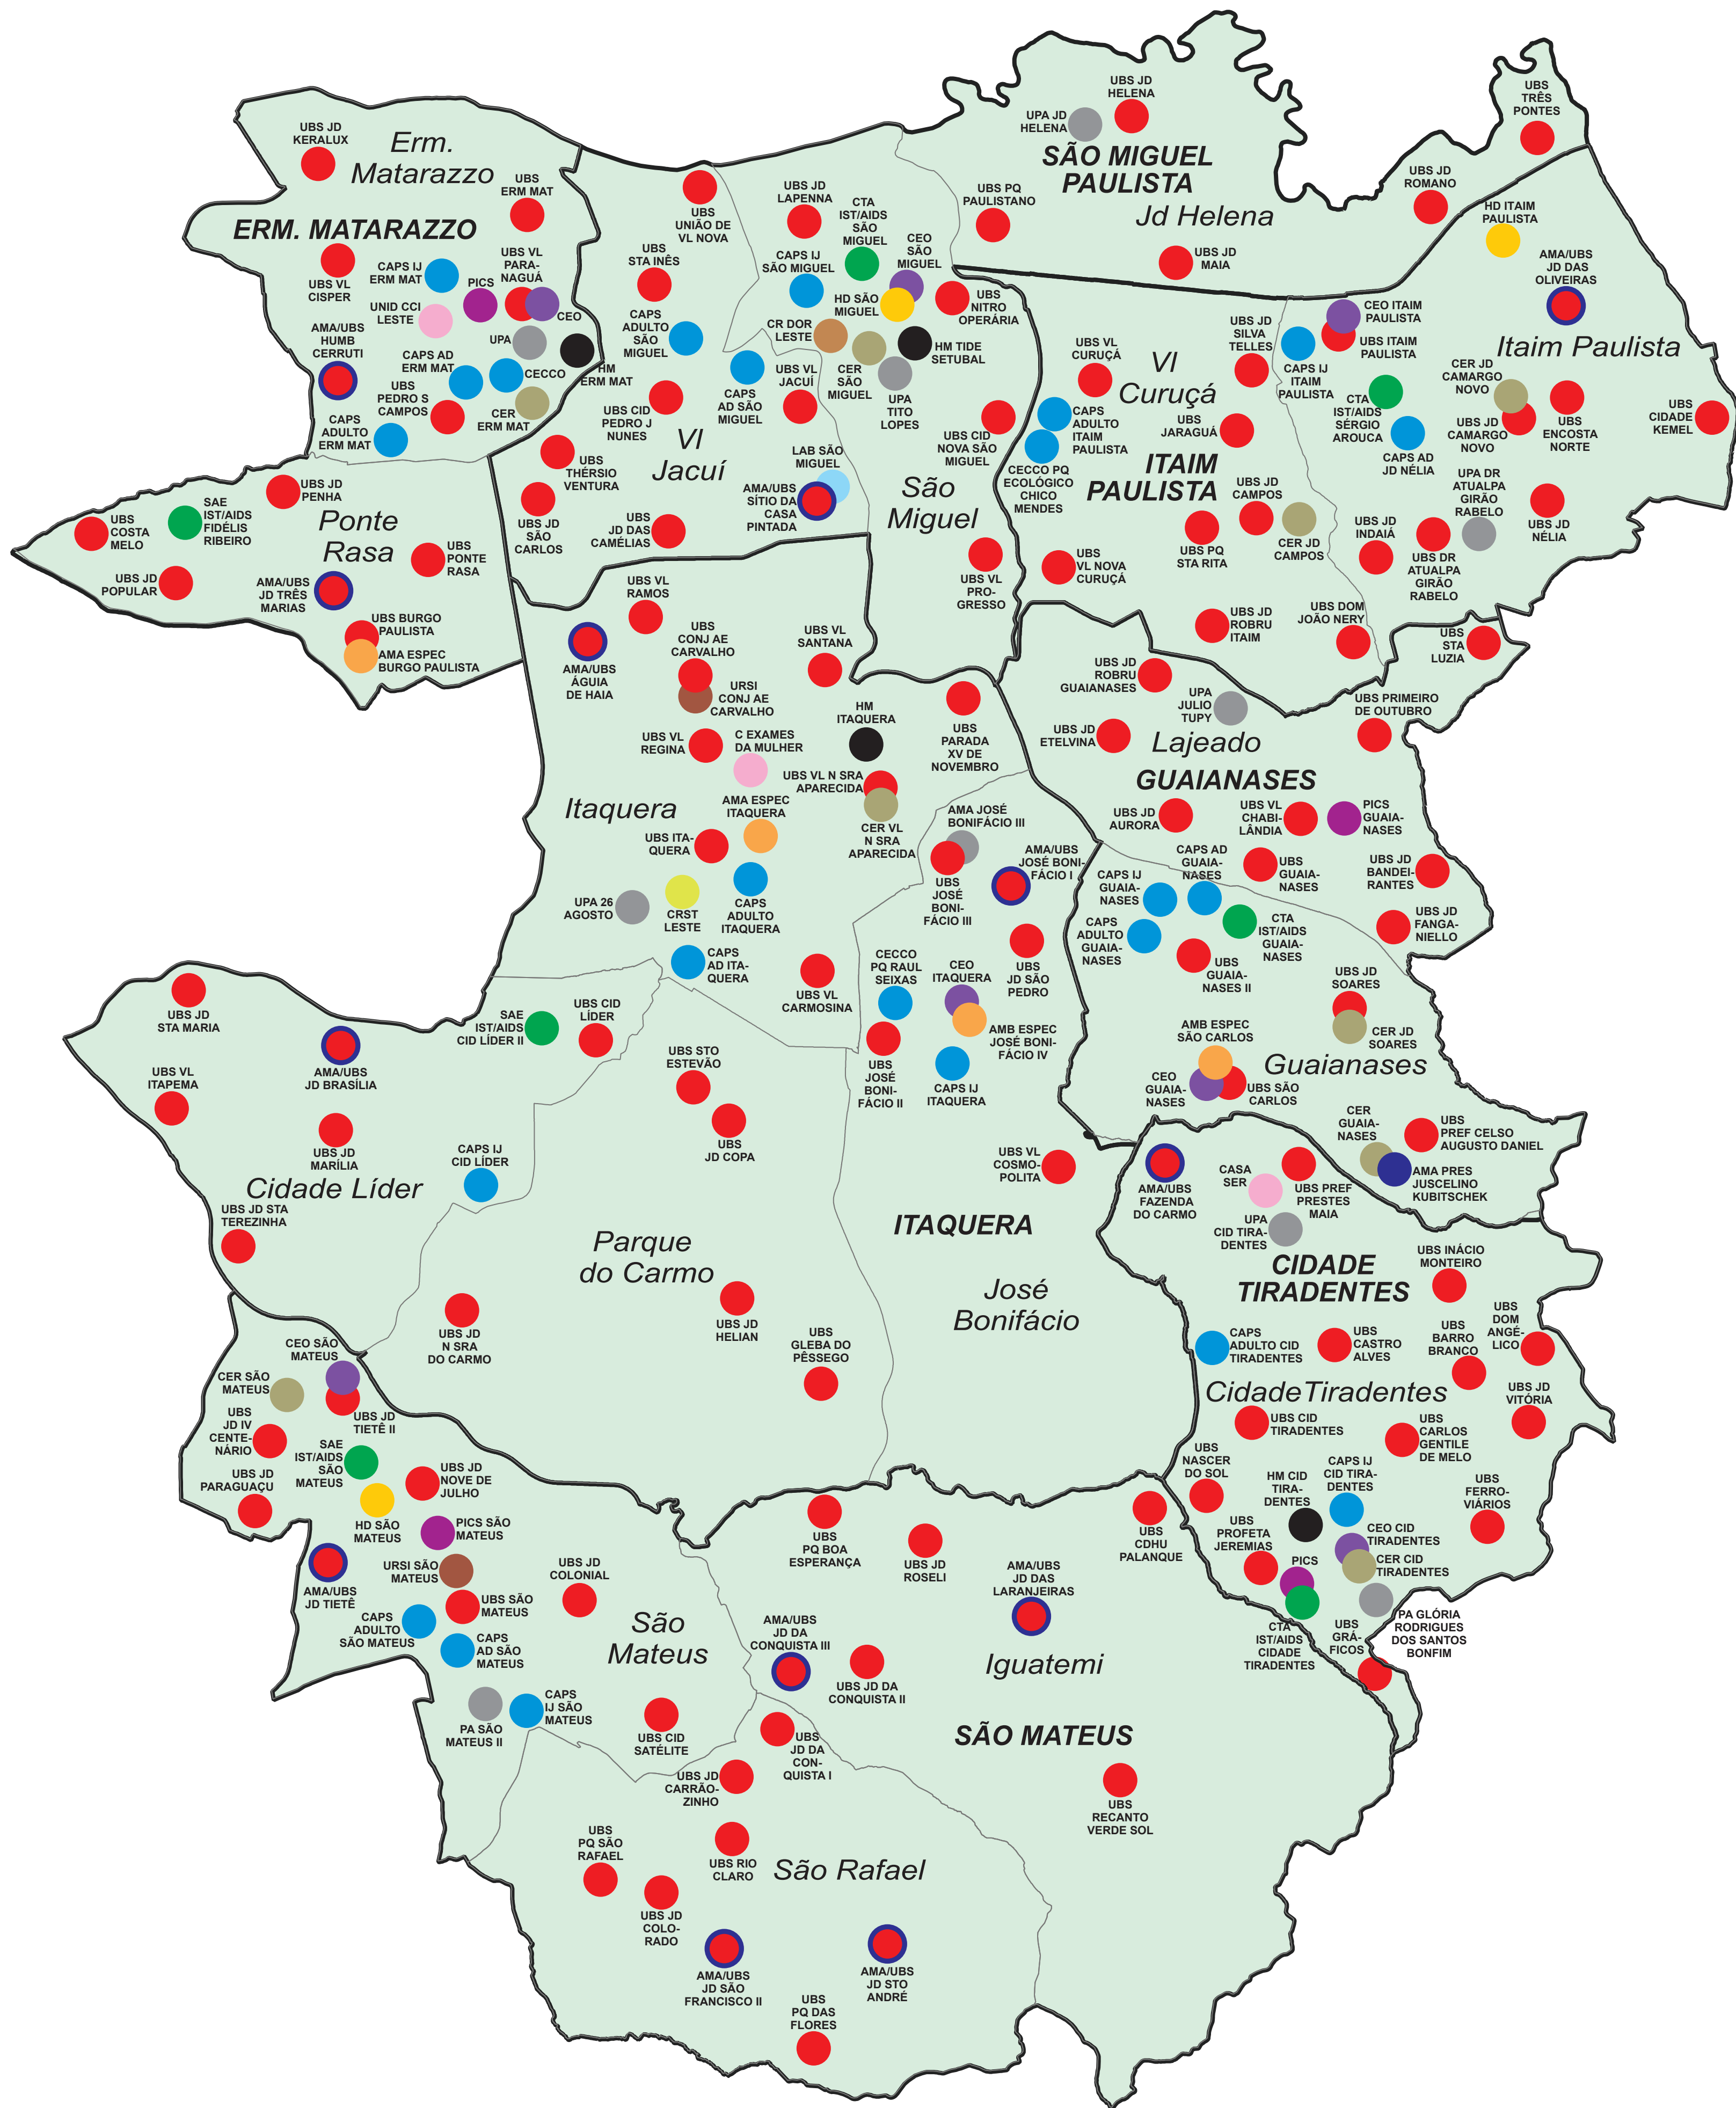 UBS JD
HELENA
UPA JD
HELENA
SÃO MIGUEL
PAULISTA
Jd Helena
UBS PQ
PAULISTANO
UBS JD
MAIA
UBS
TRÊS
PONTES
UBS JD
ROMANO
UBS JD
KERALUX
Erm.
Matarazzo
UBS
ERM MAT
ERM. MATARAZZO
UBS VL
CISPER
CAPS IJ
ERM MAT
PICS
UBS VL
PARA-
NAGUÁ
CEO
UNID CCI
LESTE
UPA
AMA/UBS
HUMB
CERRUTI
CAPS AD
ERM MAT
CECCO
HM
ERM MAT
UBS
PEDRO S
CAMPOS
CER
ERM MAT
CAPS
ADULTO
ERM MAT
UBS JD
PENHA
SAE
IST/AIDS
FIDÉLIS
RIBEIRO
UBS
COSTA
MELO
Ponte
Rasa
UBS
PONTE
RASA
UBS JD
POPULAR
AMA/UBS
JD TRÊS
MARIAS
UBS BURGO
PAULISTA
AMA ESPEC
BURGO PAULISTA
UBS
UNIÃO DE
VL NOVA
UBS
STA INÊS
CAPS
ADULTO
SÃO
MIGUEL
UBS CID
PEDRO J
NUNES
Vl
Jacuí
UBS
THÉRSIO
VENTURA
UBS JD
SÃO
CARLOS
UBS
JD DAS
CAMÉLIAS
CAPS
AD SÃO
MIGUEL
UBS VL
JACUÍ
UBS JD
LAPENNA
CTA
IST/AIDS
SÃO
MIGUEL
CAPS IJ
SÃO MIGUEL
CEO
SÃO
MIGUEL
HD SÃO
MIGUEL
UBS
NITRO
OPERÁRIA
CR DOR
LESTE
CER
SÃO
MIGUEL
HM TIDE
SETUBAL
UPA
TITO
LOPES
UBS CID
NOVA SÃO
MIGUEL
LAB SÃO
MIGUEL
AMA/UBS
SÍTIO DA
CASA
PINTADA
São
Miguel
UBS VL
PRO-
GRESSO
HD ITAIM
PAULISTA
AMA/UBS
JD DAS
OLIVEIRAS
CEO ITAIM
PAULISTA
UBS ITAIM
PAULISTA
Itaim Paulista
UBS JD
SILVA
TELLES
CAPS IJ
ITAIM
PAULISTA
UBS VL
CURUÇÁ
Vl
Curuçá
CAPS
ADULTO
ITAIM
PAULISTA
CECCO PQ
ECOLÓGICO
CHICO
MENDES
UBS
JARAGUÁ
ITAIM
PAULISTA
CTA
IST/AIDS
SÉRGIO
AROUCA
CAPS AD
JD NÉLIA
CER JD
CAMARGO
NOVO
UBS JD
CAMARGO
NOVO
UBS
ENCOSTA
NORTE
UBS
CIDADE
KEMEL
UBS JD
CAMPOS
CER JD
CAMPOS
UBS PQ
STA RITA
UBS
VL NOVA
CURUÇÁ
UPA DR
ATUALPA
GIRÃO
RABELO
UBS JD
INDAIÁ
UBS DR
ATUALPA
GIRÃO
RABELO
UBS JD
NÉLIA
UBS JD
ROBRU
ITAIM
UBS DOM
JOÃO NERY
UBS
STA
LUZIA
UBS VL
RAMOS
AMA/UBS
ÁGUIA
DE HAIA
UBS
CONJ AE
CARVALHO
URSI
CONJ AE
CARVALHO
UBS VL
SANTANA
HM
ITAQUERA
UBS VL
REGINA
C EXAMES
DA MULHER
UBS VL N SRA
APARECIDA
CER VL
N SRA
APARECIDA
Itaquera
AMA ESPEC
ITAQUERA
UBS ITA-
QUERA
UPA 26
AGOSTO
CRST
LESTE
CAPS
ADULTO
ITAQUERA
CAPS
AD ITA-
QUERA
UBS VL
CARMOSINA
UBS
PARADA
XV DE
NOVEMBRO
AMA JOSÉ
BONIFÁCIO III
UBS
JOSÉ
BONI-
FÁCIO III
AMA/UBS
JOSÉ BONI-
FÁCIO I
UBS
JD SÃO
PEDRO
CECCO
PQ RAUL
SEIXAS
CEO
ITAQUERA
AMB ESPEC
JOSÉ BONI-
FÁCIO IV
UBS
JOSÉ
BONI-
FÁCIO II
CAPS IJ
ITAQUERA
UBS VL
COSMO-
POLITA
ITAQUERA
José
Bonifácio
UBS JD
ROBRU
GUAIANASES
UPA
JULIO
TUPY
UBS JD
ETELVINA
Lajeado
UBS PRIMEIRO
DE OUTUBRO
GUAIANASES
UBS JD
AURORA
UBS VL
CHABI-
LÂNDIA
PICS
GUAIA-
NASES
CAPS AD
GUAIA-
NASES
UBS
GUAIA-
NASES
UBS JD
BANDEI-
RANTES
CAPS IJ
GUAIA-
NASES
CAPS
ADULTO
GUAIA-
NASES
CTA
IST/AIDS
GUAIA-
NASES
UBS
GUAIA-
NASES II
UBS JD
FANGA-
NIELLO
UBS JD
SOARES
CER JD
SOARES
AMB ESPEC
SÃO CARLOS
Guaianases
CEO
GUAIA-
NASES
UBS SÃO
CARLOS
CER
GUAIA-
NASES
UBS
PREF CELSO
AUGUSTO DANIEL
AMA PRES
JUSCELINO
KUBITSCHEK
UBS JD
STA MARIA
AMA/UBS
JD BRASÍLIA
SAE
IST/AIDS
CID LÍDER II
UBS CID
LÍDER
UBS VL
ITAPEMA
UBS JD
MARÍLIA
CAPS IJ
CID LÍDER
Cidade Líder
UBS JD STA
TEREZINHA
UBS STO
ESTEVÃO
UBS
JD COPA
Parque
do Carmo
UBS JD
N SRA
DO CARMO
UBS JD
HELIAN
UBS
GLEBA DO
PÊSSEGO
AMA/UBS
FAZENDA
DO CARMO
CASA
SER
UBS PREF
PRESTES
MAIA
UPA
CID TIRA-
DENTES
CIDADE
TIRADENTES
UBS INÁCIO
MONTEIRO
CAPS
ADULTO CID
TIRADENTES
UBS
CASTRO
ALVES
UBS
BARRO
BRANCO
UBS
DOM
ANGÉ-
LICO
CidadeTiradentes
UBS JD
VITÓRIA
UBS CID
TIRADENTES
UBS
CARLOS
GENTILE
DE MELO
UBS
NASCER
DO SOL
HM CID
TIRA-
DENTES
CAPS IJ
CID TIRA-
DENTES
UBS
FERRO-
VIÁRIOS
UBS
PROFETA
JEREMIAS
CEO CID
TIRADENTES
PICS
CER CID
TIRADENTES
CTA
IST/AIDS
CIDADE
TIRADENTES
UBS
GRÁ-
FICOS
PA GLÓRIA
RODRIGUES
DOS SANTOS
BONFIM
CEO SÃO
MATEUS
CER SÃO
MATEUS
UBS JD
TIETÊ II
UBS
JD IV
CENTE-
NÁRIO
SAE
IST/AIDS
SÃO
MATEUS
UBS JD
NOVE DE
JULHO
UBS JD
PARAGUAÇU
HD SÃO
MATEUS
PICS SÃO
MATEUS
AMA/UBS
JD TIETÊ
URSI SÃO
MATEUS
UBS JD
COLONIAL
UBS SÃO
MATEUS
CAPS
ADULTO
SÃO MATEUS
CAPS
AD SÃO
MATEUS
São
Mateus
PA SÃO
MATEUS II
CAPS
IJ SÃO
MATEUS
UBS CID
SATÉLITE
UBS
PQ BOA
ESPERANÇA
UBS JD
ROSELI
UBS
CDHU
PALANQUE
AMA/UBS
JD DAS
LARANJEIRAS
AMA/UBS
JD DA
CONQUISTA III
UBS JD DA
CONQUISTA II
Iguatemi
SÃO MATEUS
UBS
JD DA
CON-
QUISTA I
UBS JD
CARRÃO-
ZINHO
UBS
RECANTO
VERDE SOL
UBS
PQ SÃO
RAFAEL
UBS RIO
CLARO
São Rafael
UBS JD
COLO-
RADO
AMA/UBS
JD SÃO
FRANCISCO II
AMA/UBS
JD STO
ANDRÉ
UBS
PQ DAS
FLORES